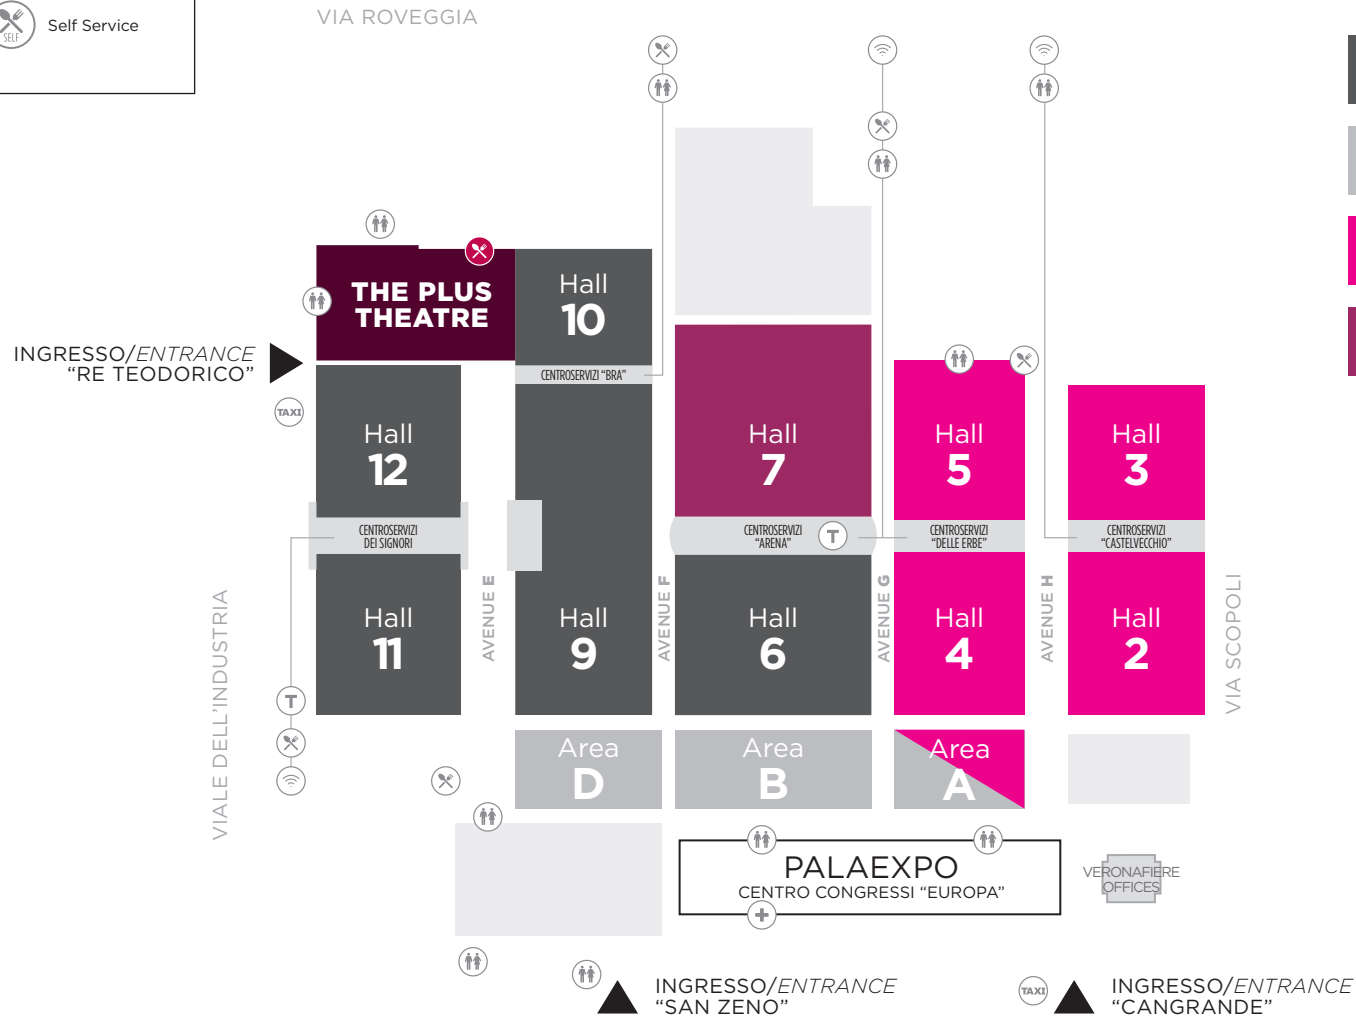 SELF
Self Service
VIA ROVEGGIA
THE PLUS
THEATRE
Hall
10
INGRESSO/ENTRANCE
“RE TEODORICO”
CENTROSERVIZI “BRA”
TAXI
Hall
12
Hall
7
Hall
5
Hall
3
CENTROSERVIZI
DEI SIGNORI
CENTROSERVIZI
“ARENA”
T
CENTROSERVIZI
“DELLE ERBE”
CENTROSERVIZI
“CASTELVECCHIO”
VIALE DELL’INDUSTRIA
Hall
11
AVENUE E
Hall
9
AVENUE F
Hall
6
AVENUE G
Hall
4
AVENUE H
Hall
2
VIA SCOPOLI
T
Area
D
Area
B
Area
A
PALAEXPO
CENTRO CONGRESSI “EUROPA”
VERONAFIERE
OFFICES
INGRESSO/ENTRANCE
“SAN ZENO”
TAXI
INGRESSO/ENTRANCE
“CANGRANDE”